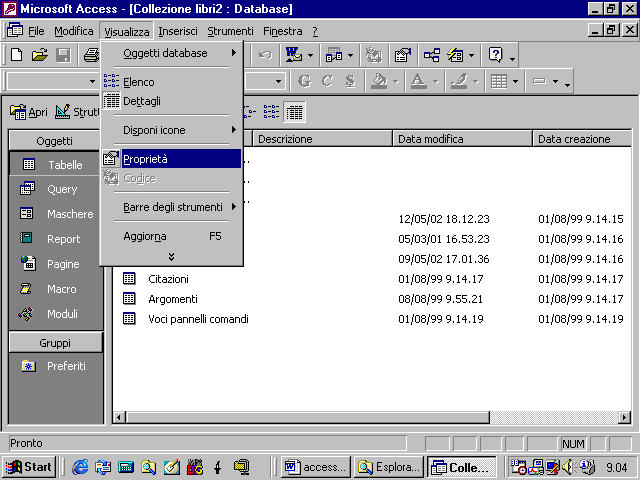 Microsoft Access - [Collezione libri2 : Database]
File Modifica Visualizza Inserisci Strumenti Finestra ?
G C S
Apri
Oggetti database
Elenco
Dettagli
Disponi icone
Proprietà
Codice
Barre degli strumenti
Aggiorna F5
Oggetti
Tabelle
Query
Maschere
Report
Pagine
Macro
Moduli
Gruppi
Preferiti
Descrizione Data modifica Data creazione
12/05/02 18.12.23 01/08/99 9.14.15
05/03/01 16.53.23 01/08/99 9.14.16
09/05/02 17.01.36 01/08/99 9.14.16
Citazioni 01/08/99 9.14.17 01/08/99 9.14.17
Argomenti 08/08/99 9.55.21 01/08/99 9.14.17
Voci pannelli comandi 01/08/99 9.14.19 01/08/99 9.14.19
Pronto NUM
Start access... Esplora... Colle... 9.04